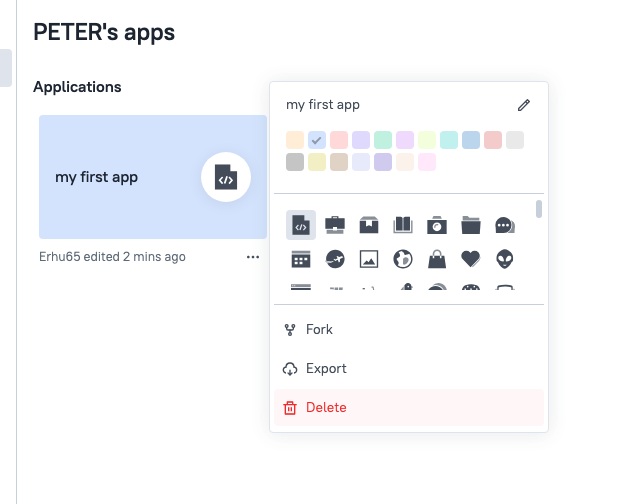 PETER's apps
Applications
my first app
Erhu65 edited 2 mins ago
my first app
Fork
Export
Delete